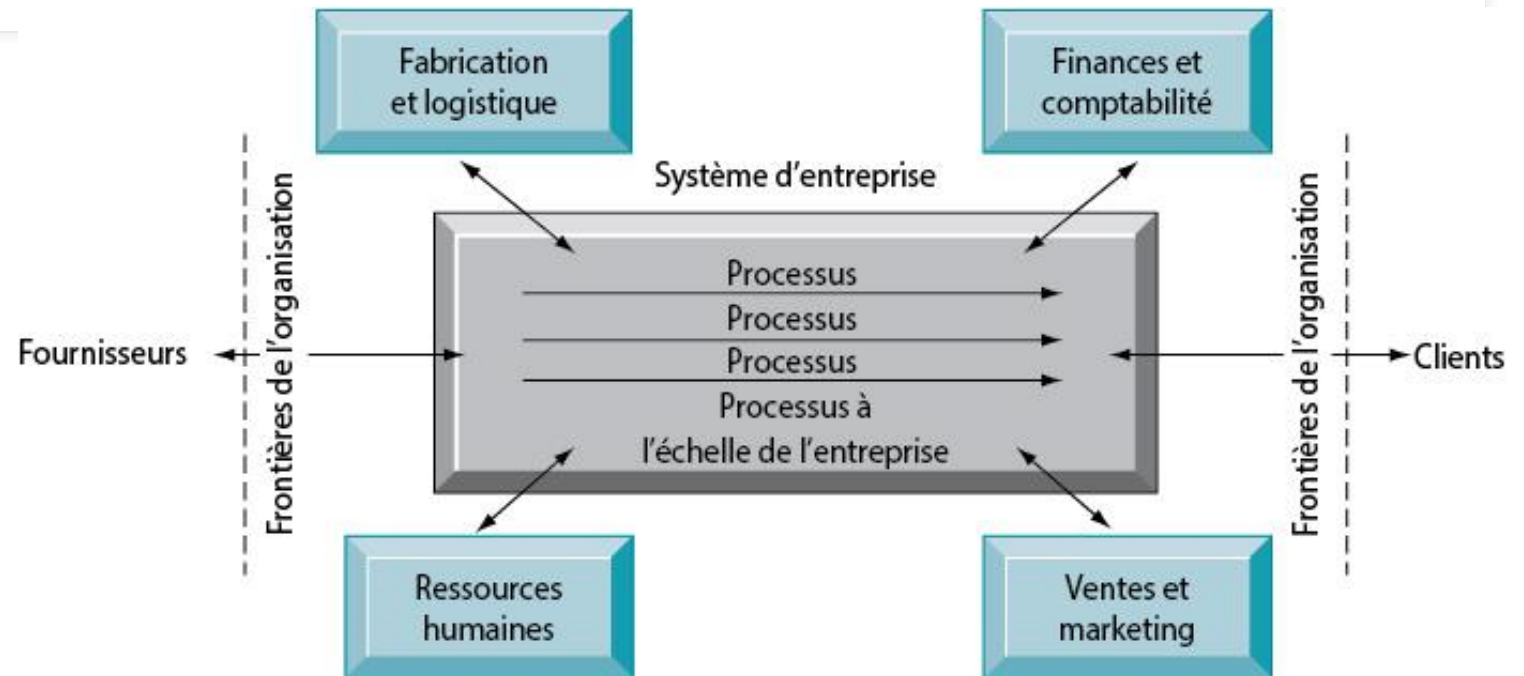 Fabrication
et logistique
Finances et
comptabilité
Système d'entreprise
Frontières de l'organisation
Frontières de l'organisation
Processus
Processus
Processus
Processus à
l'échelle de l'entreprise
Fournisseurs
Clients
Ressources
humaines
Ventes et
marketing